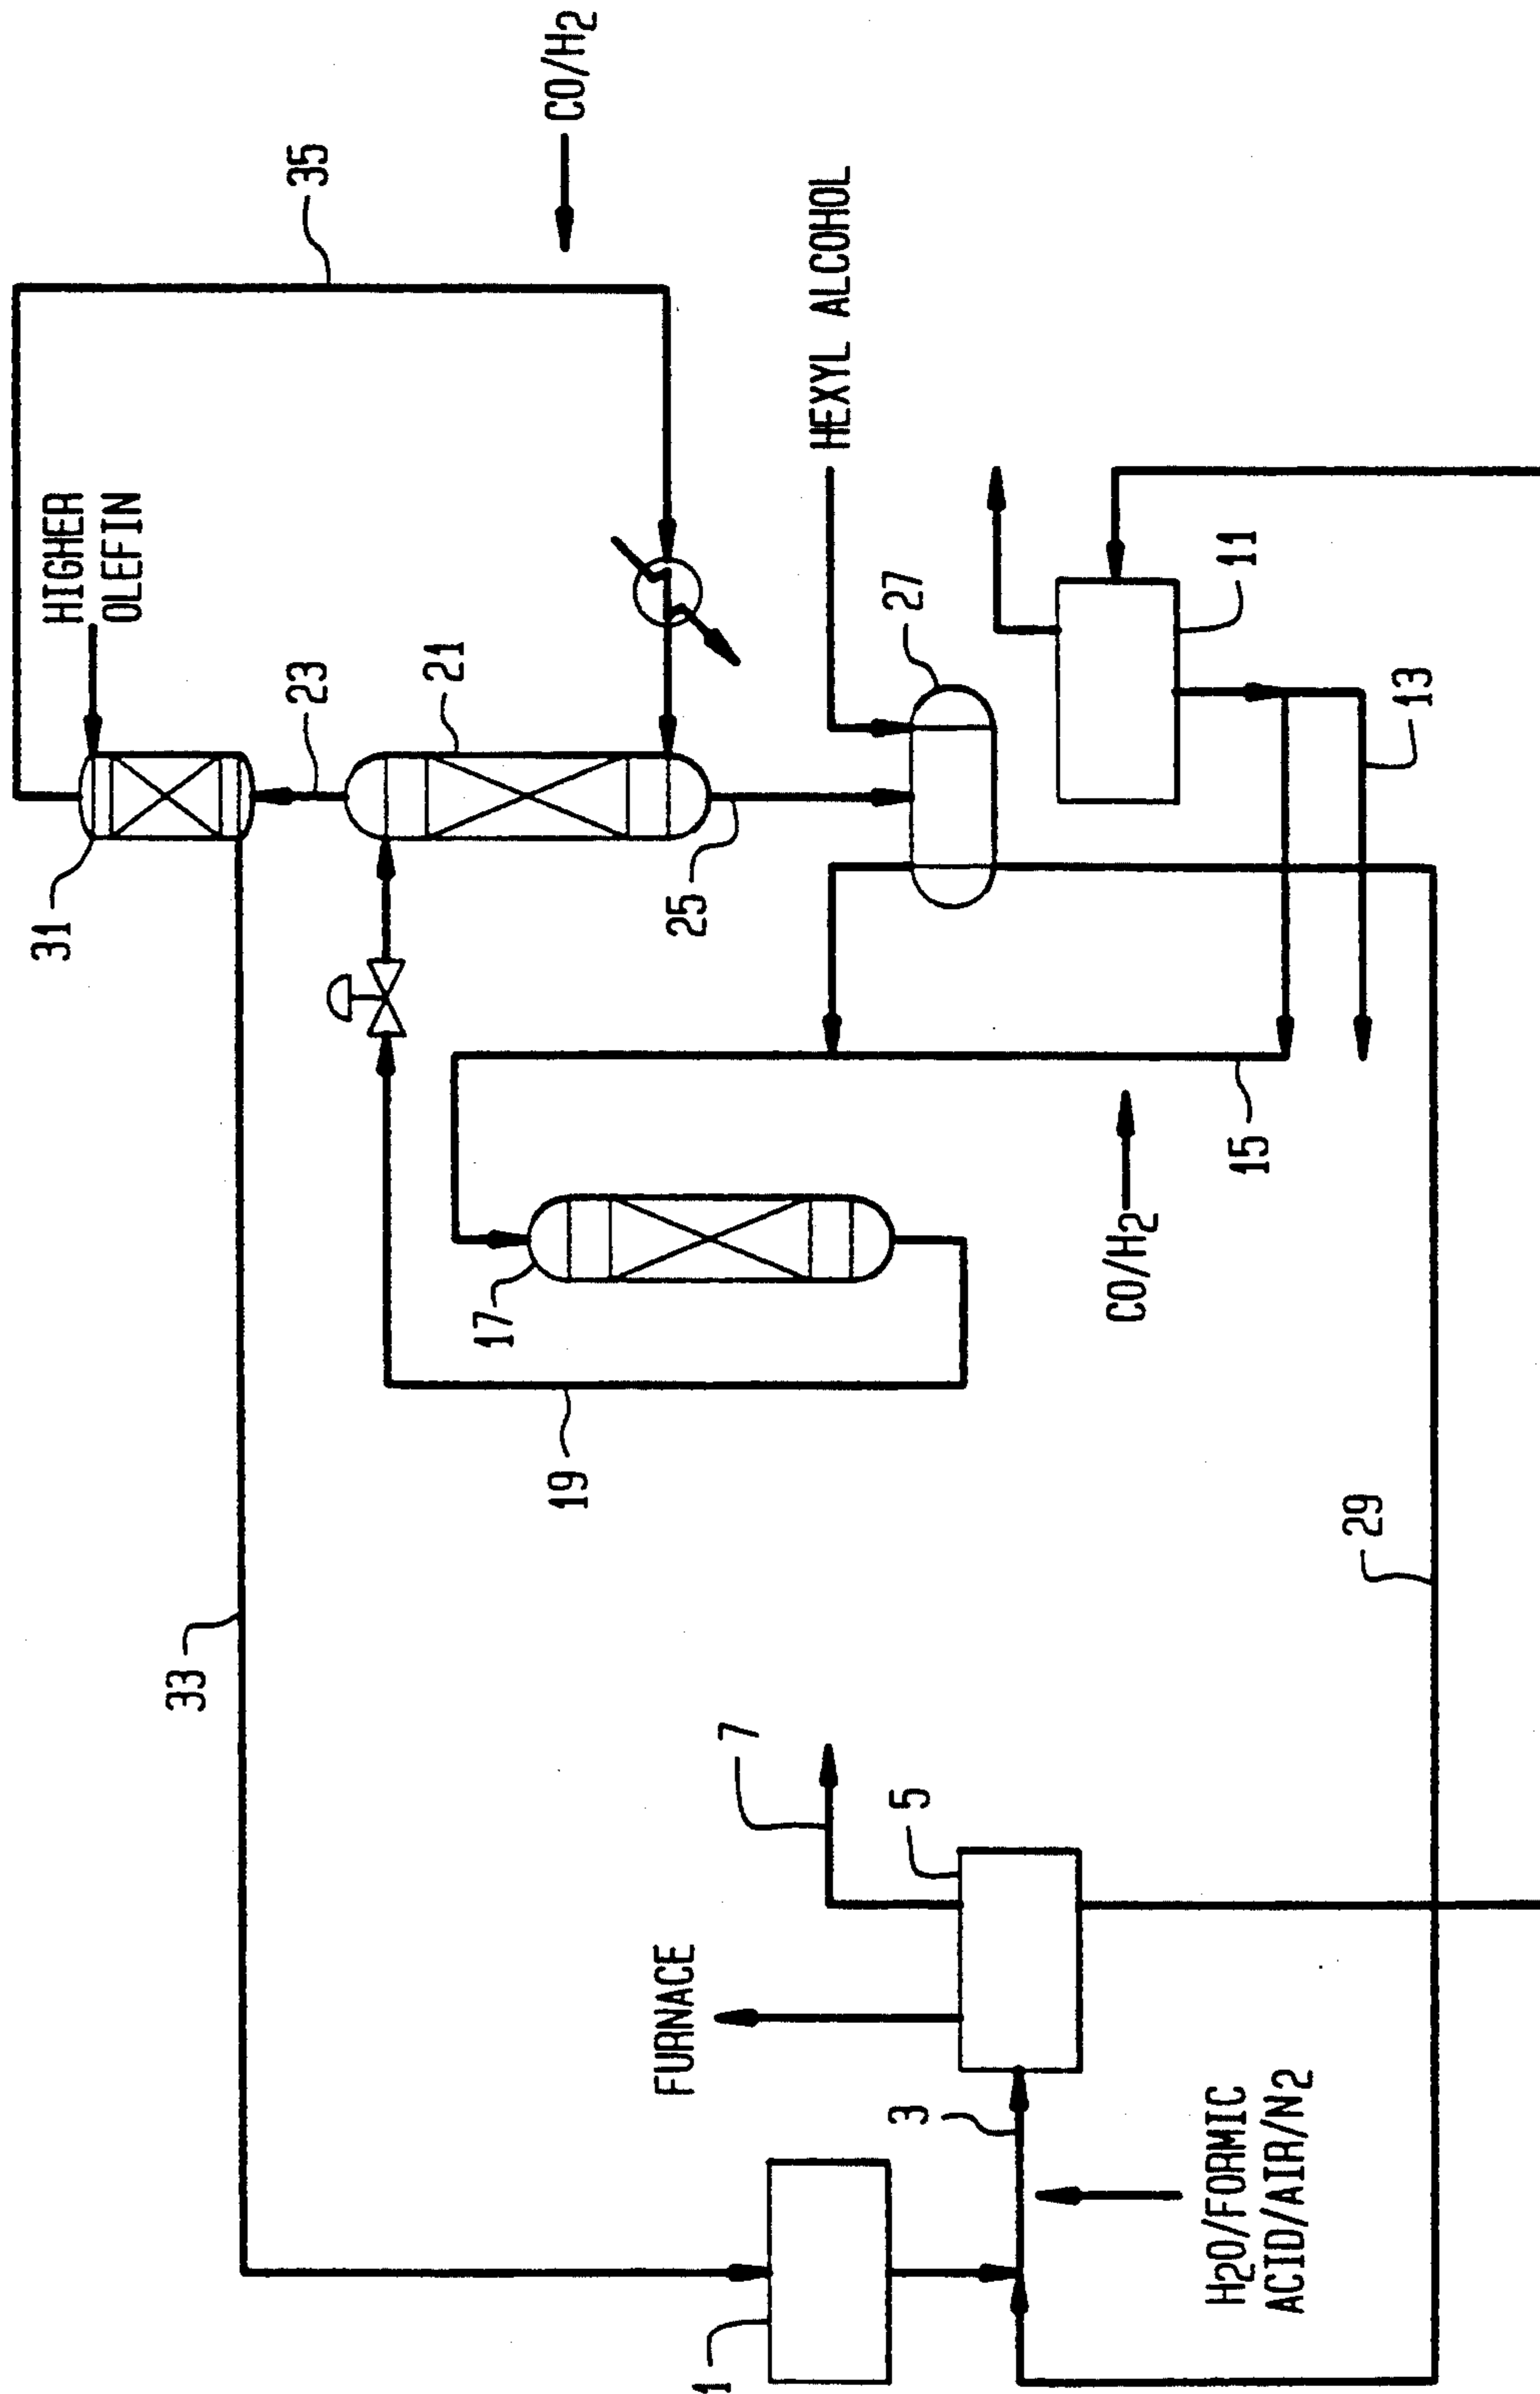 HIGHER
OLEFIN
35
CO/H2
31
23
21
33
25
27
HEXYL ALCOHOL
19
17
11
13
15
CO/H2
7
5
FURNACE
3
29
1
H2O/FORMIC
ACID/AIR/N2